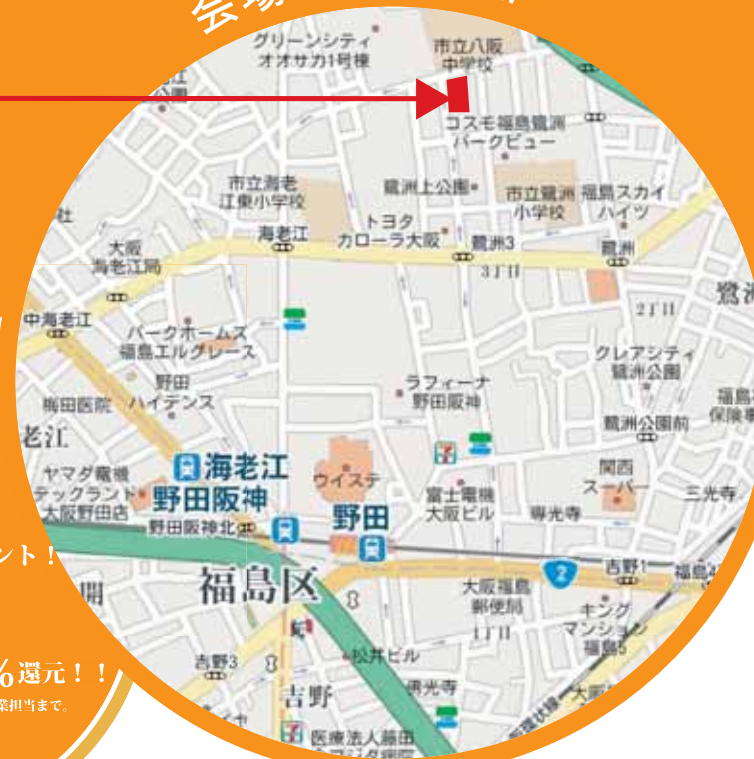 会場
グリーンシティ
オオサカ1号棟
市立八阪
中学校
コスモ福島鷺洲
パークビュー
市立海老
江東小学校
鷺洲上公園
市立鷺洲
小学校
福島スカイ
ハイツ
海老江
トヨタ
カローラ大阪
鷺洲3
鷺洲
大阪
海老江局
3丁目
2丁目
中海老江
パークホームズ
福島エルグレース
クレアシティ
鷺洲公園
野田
ハイデンス
梅田医院
ラフィーナ
野田阪神
鷺洲公園前
老江
海老江
野田阪神
ヤマダ電機
テックランド
大阪野田店
ウイステ
富士電機
大阪ビル
関西
スーパー
専光寺
三光寺
野田阪神北
野田
ント!
福島区
2
吉野1
大阪福島
郵便局
1丁目
キング
マンション
福島5
開
吉野3
松井ビル
%還元!!
業担当まで。
吉野
徳光寺
医療法人藤田